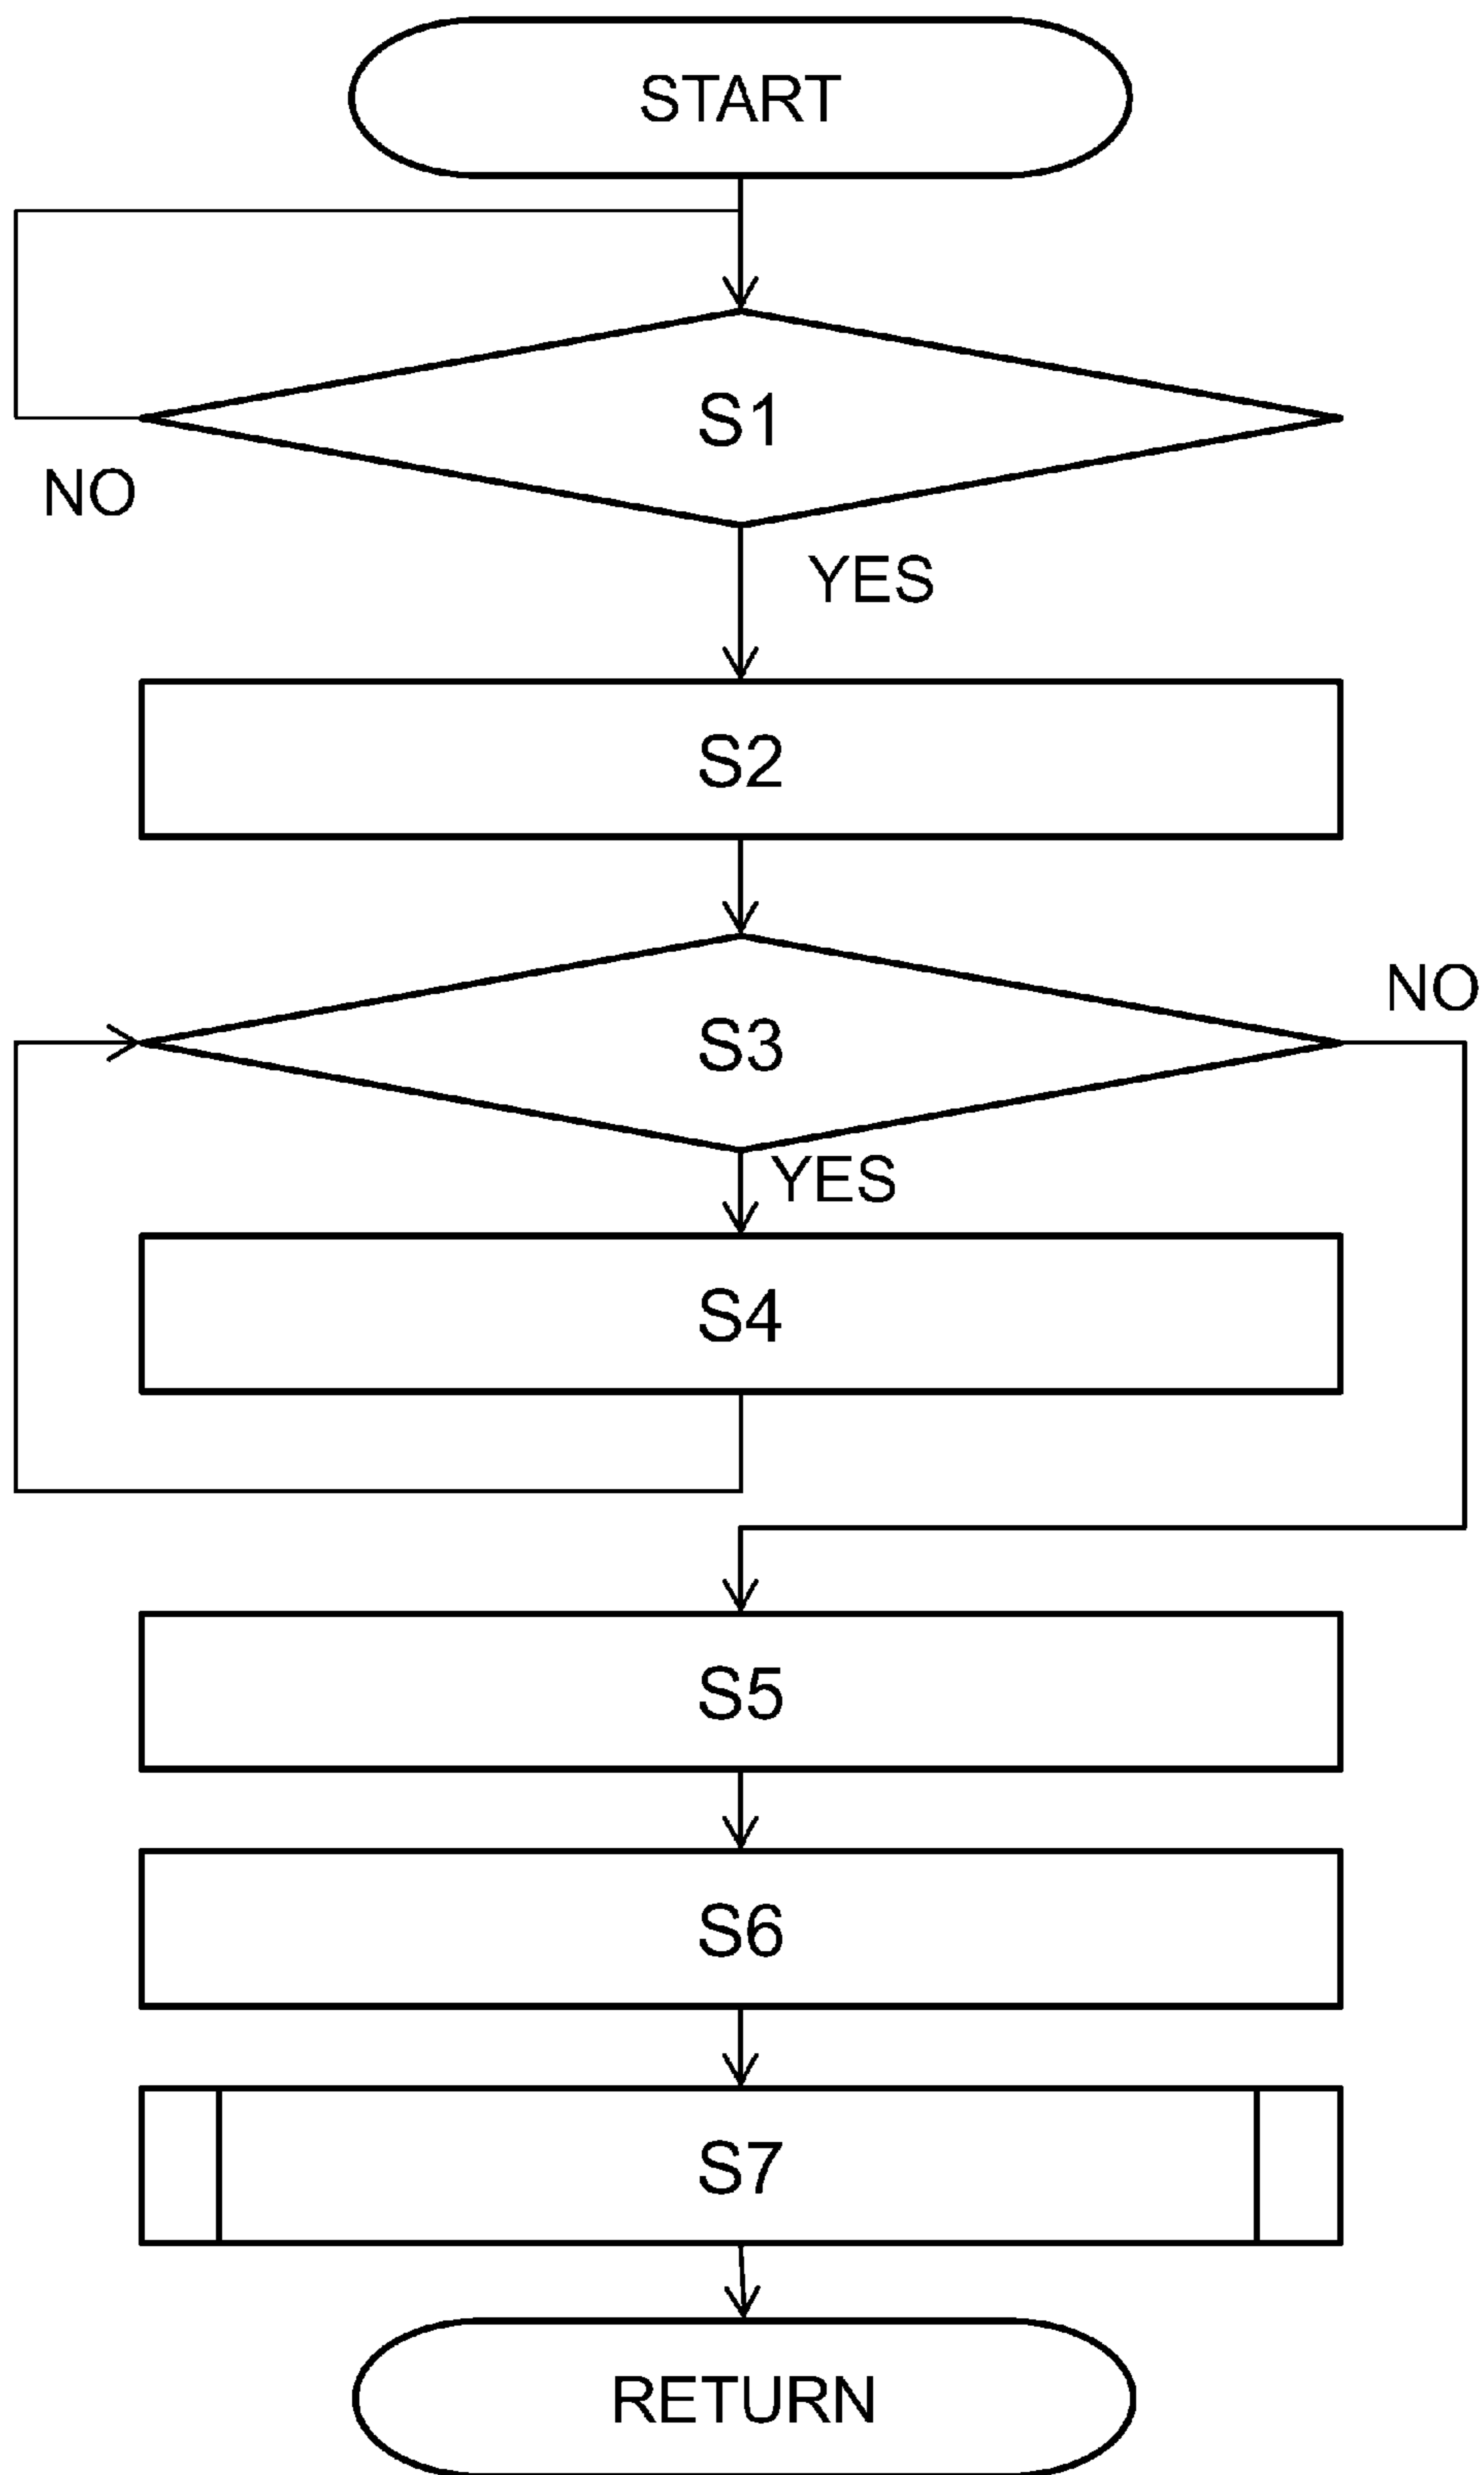 START
S1
NO
YES
S2
NO
S3
YES
S4
S5
S6
S7
RETURN